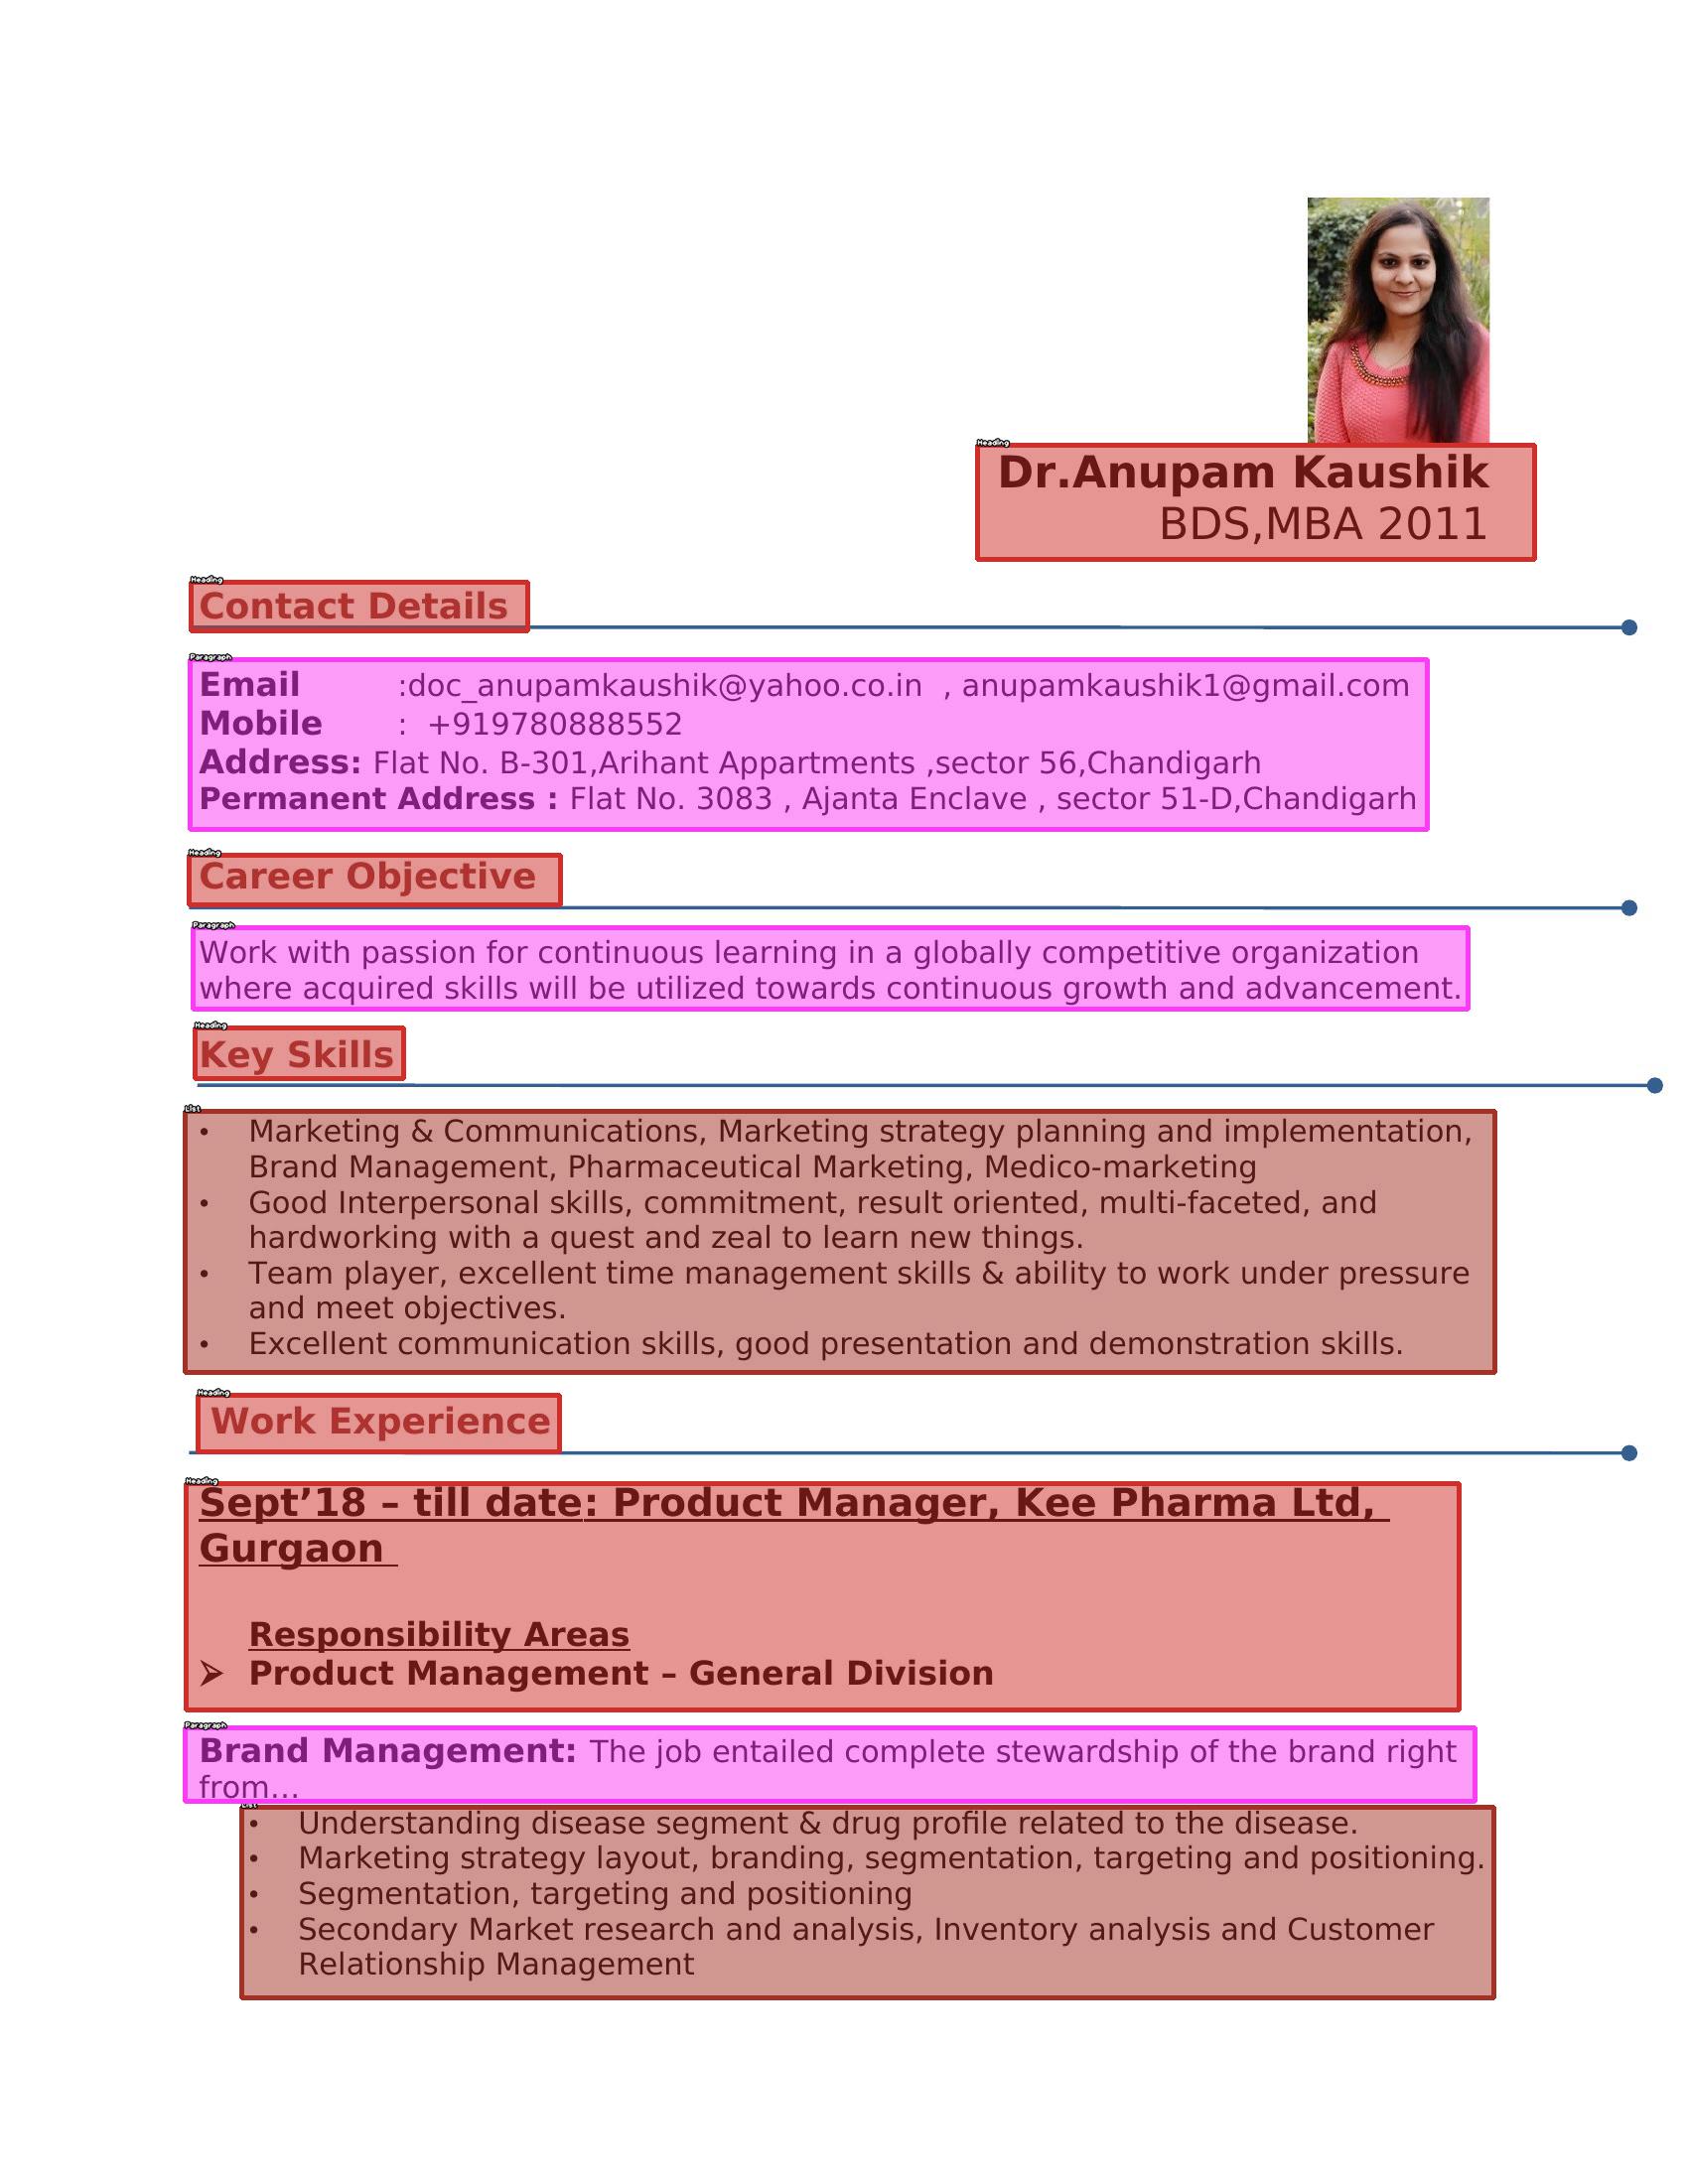 Heading
Dr.Anupam Kaushik
BDS,MBA 2011
Heading
Contact Details
Paragraph
Email :doc_anupamkaushik@yahoo.co.in , anupamkaushik1@gmail.com
Mobile : +919780888552
Address: Flat No. B-301,Arihant Appartments ,sector 56,Chandigarh
Permanent Address : Flat No. 3083 , Ajanta Enclave , sector 51-D,Chandigarh
Heading
Career Objective
Paragraph
Work with passion for continuous learning in a globally competitive organization
where acquired skills will be utilized towards continuous growth and advancement.
Heading
Key Skills
List
• Marketing & Communications, Marketing strategy planning and implementation,
Brand Management, Pharmaceutical Marketing, Medico-marketing
• Good Interpersonal skills, commitment, result oriented, multi-faceted, and
hardworking with a quest and zeal to learn new things.
• Team player, excellent time management skills & ability to work under pressure
and meet objectives.
• Excellent communication skills, good presentation and demonstration skills.
Heading
Work Experience
Heading
Sept’18 – till date: Product Manager, Kee Pharma Ltd,
Gurgaon
Responsibility Areas
➢ Product Management – General Division
Paragraph
Brand Management: The job entailed complete stewardship of the brand right
from…
List
• Understanding disease segment & drug profile related to the disease.
• Marketing strategy layout, branding, segmentation, targeting and positioning.
• Segmentation, targeting and positioning
• Secondary Market research and analysis, Inventory analysis and Customer
Relationship Management